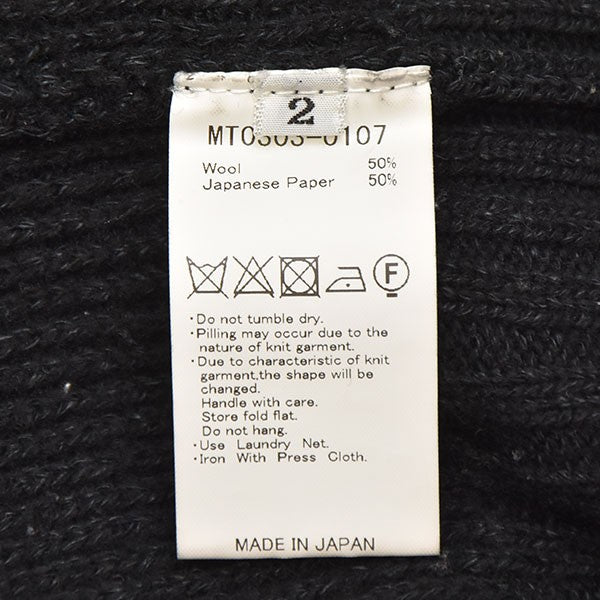 2
MT0303-0107
Wool 50%
Japanese Paper 50%
F
·Do not tumble dry.
·Pilling may occur due to the
nature of knit garment.
·Due to characteristic of knit
garment,the shape will be
changed.
Handle with care.
Store fold flat.
Do not hang.
·Use Laundry Net.
·Iron With Press Cloth.
MADE IN JAPAN